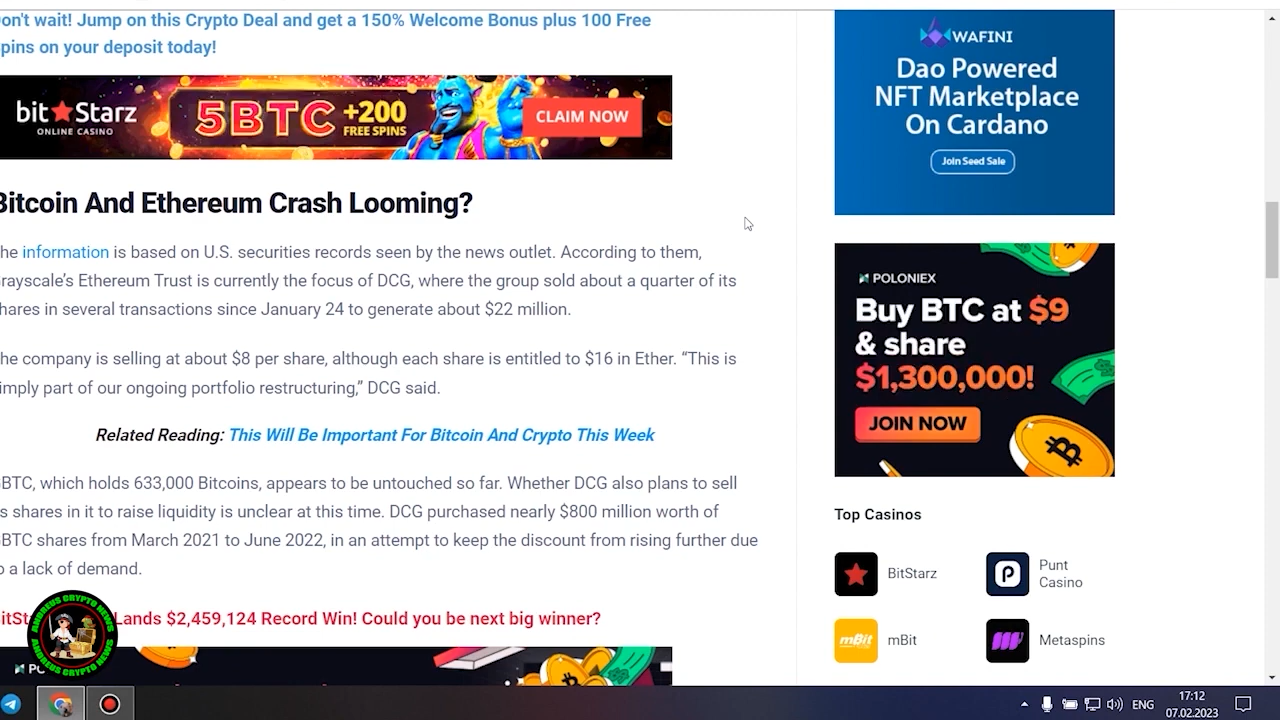 on't wait! Jump on this Crypto Deal and get a 150% Welcome Bonus plus 100 Free
pins on your deposit today!
bit Starz
ONLINE CASINO
5BTC +200
FREE SPINS
CLAIM NOW
Bitcoin And Ethereum Crash Looming?
he information is based on U.S. securities records seen by the news outlet. According to them,
rayscale's Ethereum Trust is currently the focus of DCG, where the group sold about a quarter of its
hares in several transactions since January 24 to generate about $22 million.
he company is selling at about $8 per share, although each share is entitled to $16 in Ether. “This is
imply part of our ongoing portfolio restructuring,” DCG said.
Related Reading: This Will Be Important For Bitcoin And Crypto This Week
BTC, which holds 633,000 Bitcoins, appears to be untouched so far. Whether DCG also plans to sell
s shares in it to raise liquidity is unclear at this time. DCG purchased nearly $800 million worth of
BTC shares from March 2021 to June 2022, in an attempt to keep the discount from rising further due
o a lack of demand.
itSt Lands $2,459,124 Record Win! Could you be next big winner?
ANDREUS CRYPTO NEWS
ANDREUS CRYPTO NEWS
WAFINI
Dao Powered
NFT Marketplace
On Cardano
Join Seed Sale
POLONIEX
Buy BTC at $9
& share
$1,300,000!
JOIN NOW
Top Casinos
BitStarz
Punt
Casino
mBit
mBit
Metaspins
ENG
17:12
07.02.2023